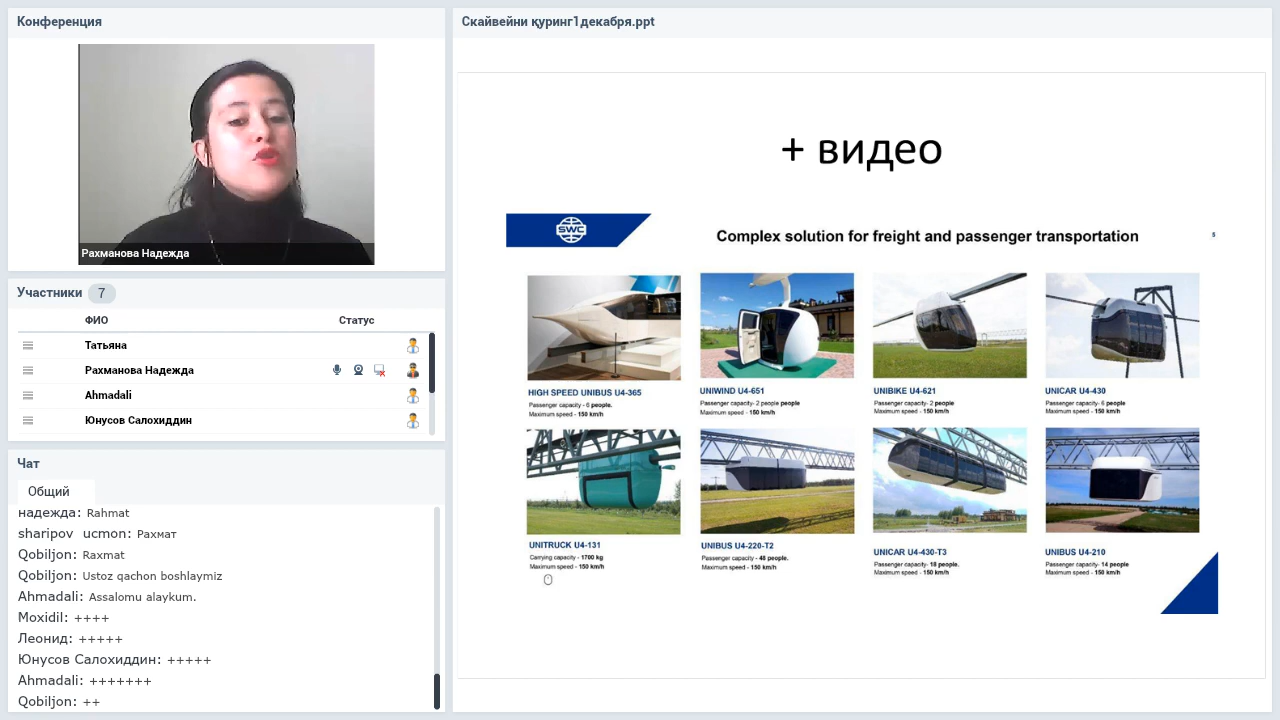 Конференция
Рахманова Надежда
Участники 7
ФИО Статус
Татьяна
Рахманова Надежда
Ahmadali
Юнусов Салохиддин
Чат
Общий
надежда: Rahmat
sharipov ucmon: Рахмат
Qobiljon: Raxmat
Qobiljon: Ustoz qachon boshlaymiz
Ahmadali: Assalomu alaykum.
Moxidil: ++++
Леонид: +++++
Юнусов Салохиддин: +++++
Ahmadali: +++++++
Qobiljon: ++
Скайвейни қуринг1декабря.ppt
+ видео
SWC
Complex solution for freight and passenger transportation
5
HIGH SPEED UNIBUS U4-365
Passenger capacity - 6 people.
Maximum speed - 150 km/h
UNIWIND U4-651
Passenger capacity- 2 people people
Maximum speed - 150 km/h
UNIBIKE U4-621
Passenger capacity- 2 people
Maximum speed - 150 km/h
UNICAR U4-430
Passenger capacity- 6 people
Maximum speed - 150 km/h
UNITRUCK U4-131
Carrying capacity - 1700 kg
Maximum speed - 150 km/h
UNIBUS U4-220-T2
Passenger capacity - 48 people.
Maximum speed - 150 km/h
UNICAR U4-430-T3
Passenger capacity- 18 people.
Maximum speed - 150 km/h
UNIBUS U4-210
Passenger capacity - 14 people
Maximum speed - 150 km/h